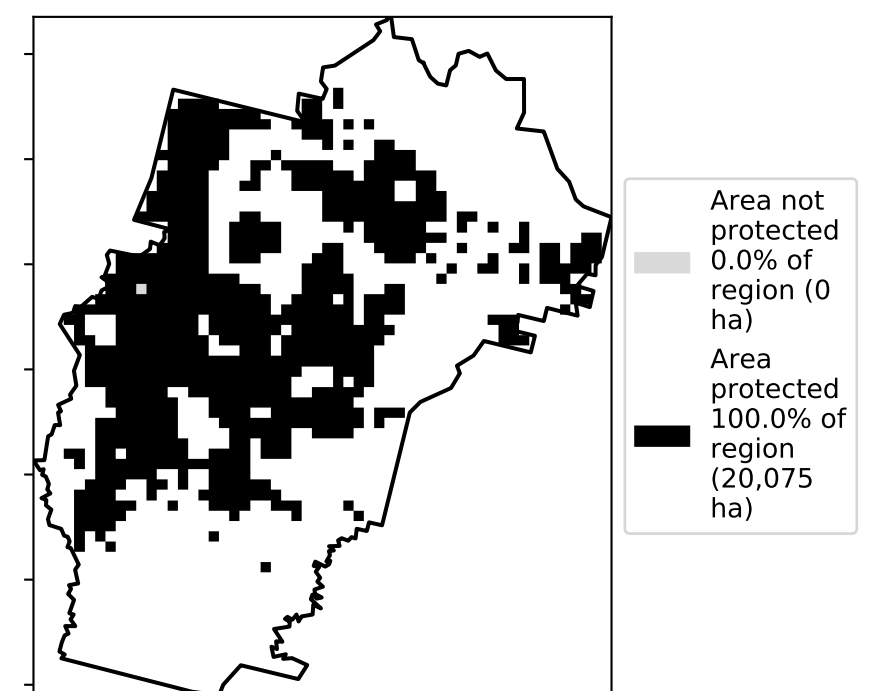 Area not
protected
0.0% of
region (0
ha)
Area
protected
100.0% of
region
(20,075
ha)